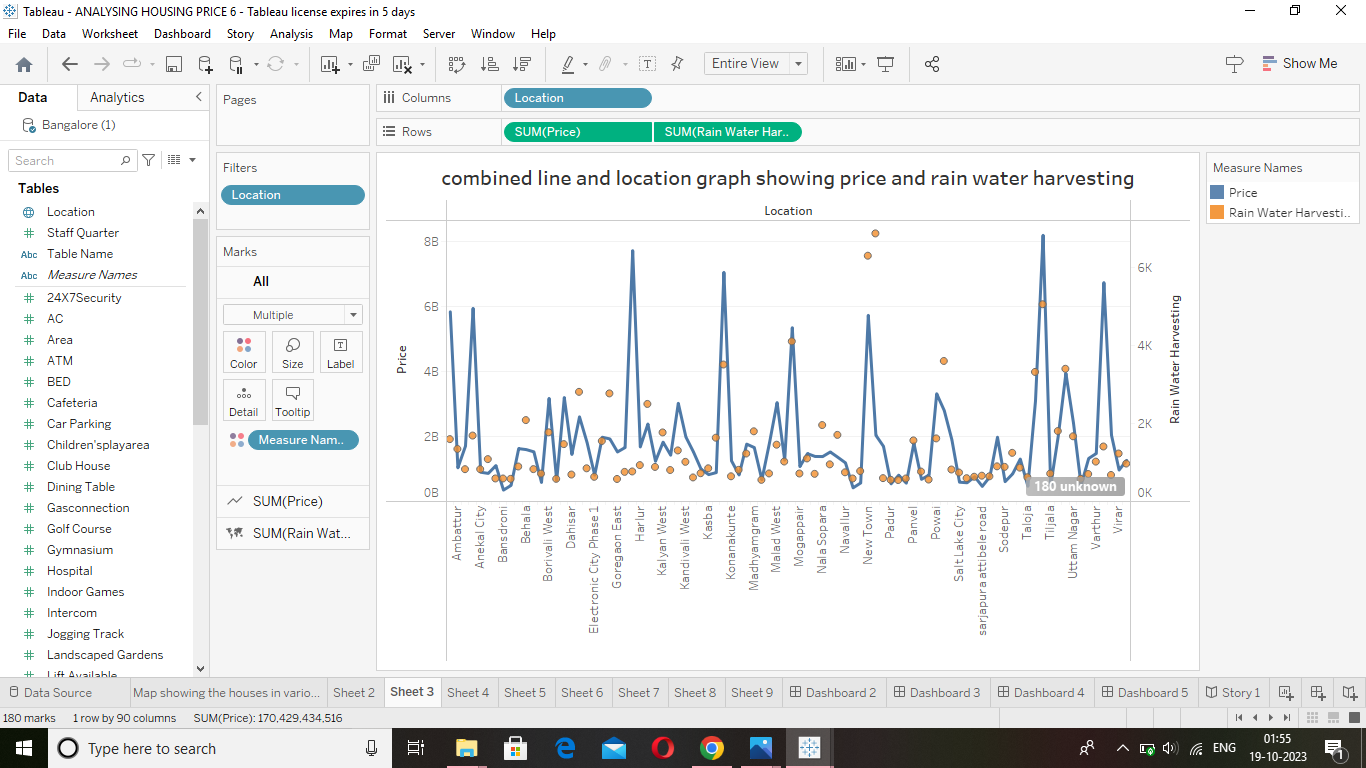 Tableau - ANALYSING HOUSING PRICE 6 - Tableau license expires in 5 days
File Data Worksheet Dashboard Story Analysis Map Format Server Window Help
Entire View
Show Me
Data Analytics
Bangalore (1)
Search
Tables
Location
Staff Quarter
Abc Table Name
Abc Measure Names
24X7Security
AC
Area
ATM
BED
Cafeteria
Car Parking
Children'splayarea
Club House
Dining Table
Gasconnection
Golf Course
Gymnasium
Hospital
Indoor Games
Intercom
Jogging Track
Landscaped Gardens
Lift Available
Pages
Filters
Location
Marks
All
Multiple
Color Size Label
Detail Tooltip
Measure Nam..
SUM(Price)
SUM(Rain Wat...
Columns Location
Rows SUM(Price) SUM(Rain Water Har..
combined line and location graph showing price and rain water harvesting
Location
8B
6B
4B
2B
0B
Price
6K
4K
2K
0K
Rain Water Harvesting
180 unknown
Ambattur
Anekal City
Bansdroni
Behala
Borivali West
Dahisar
Electronic City Phase 1
Goregaon East
Harlur
Kalyan West
Kandivali West
Kasba
Konanakunte
Madhyamgram
Malad West
Mogappair
Nala Sopara
Navallur
New Town
Padur
Panvel
Powai
Salt Lake City
sarjapura attibele road
Sodepur
Taloja
Tiljala
Uttam Nagar
Varthur
Virar
Measure Names
Price
Rain Water Harvesti..
Data Source Map showing the houses in vario... Sheet 2 Sheet 3 Sheet 4 Sheet 5 Sheet 6 Sheet 7 Sheet 8 Sheet 9 Dashboard 2 Dashboard 3 Dashboard 4 Dashboard 5 Story 1
180 marks 1 row by 90 columns SUM(Price): 170,429,434,516
Type here to search
ENG
01:55
19-10-2023
1